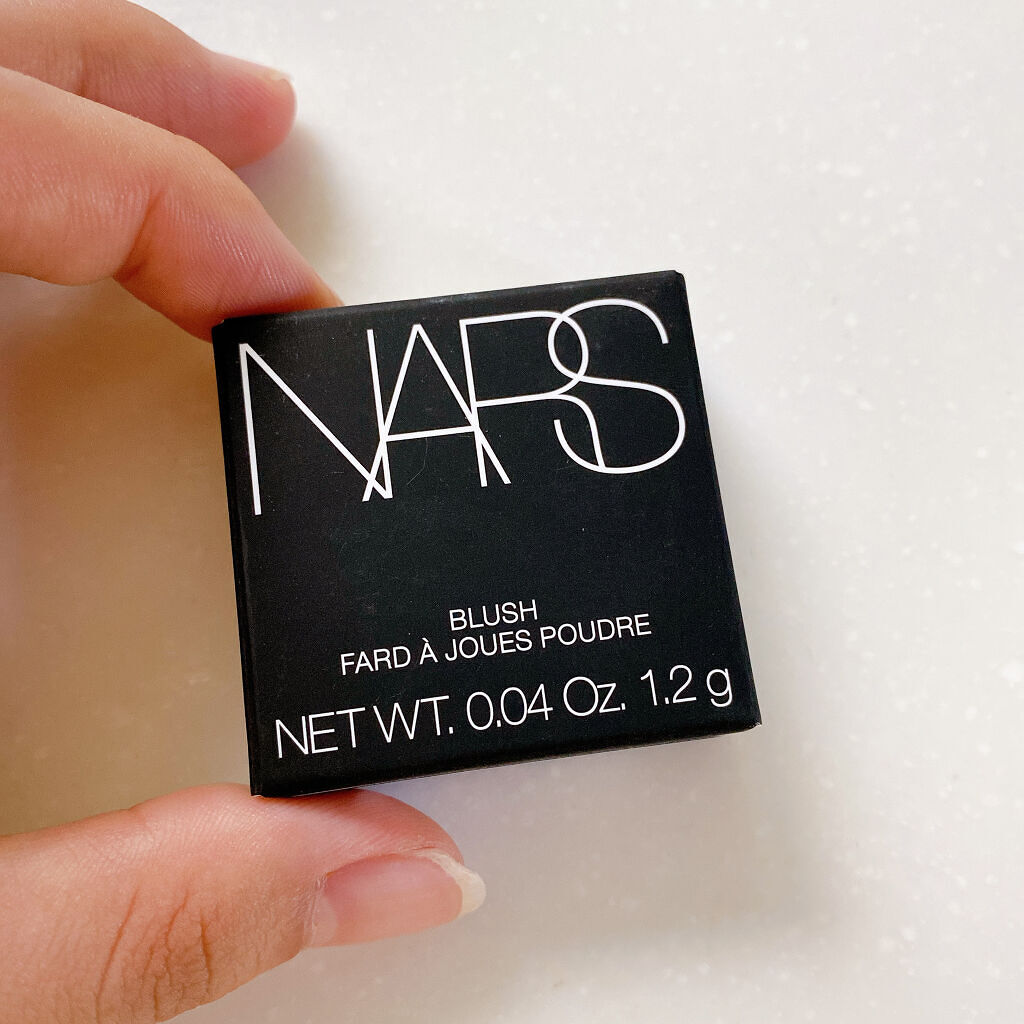 NARS
BLUSH
FARD À JOUES POUDRE
NET WT. 0.04 Oz. 1.2 g